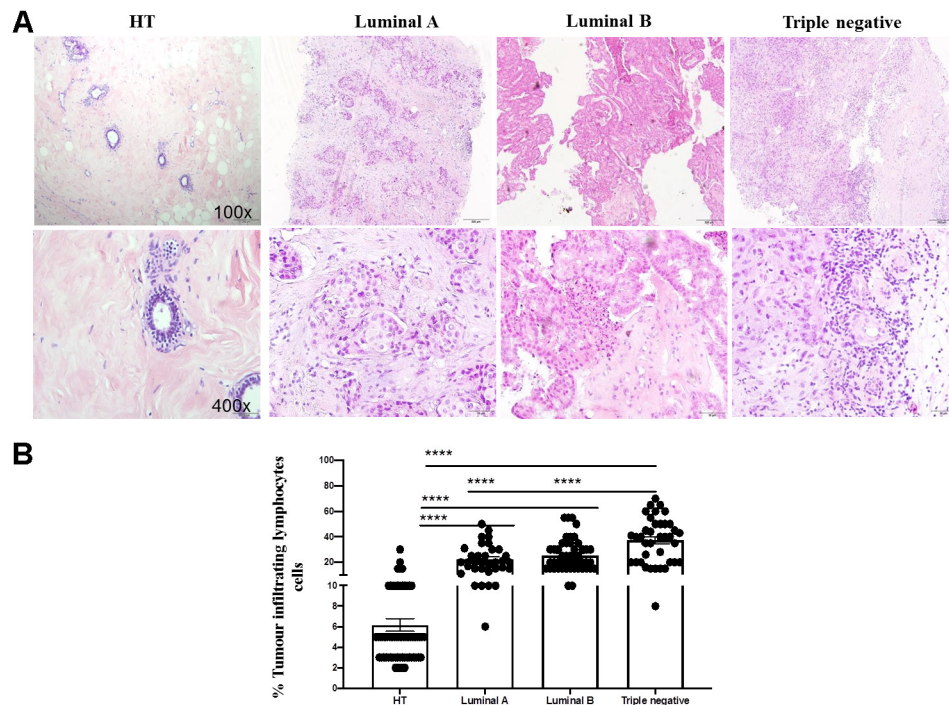 A
HT
Luminal A
Luminal B
Triple negative
100x
400x
B
% Tumour infiltrating lymphocytes
cells
100
80
60
40
20
10
8
6
4
2
0
****
**** ****
****
****
HT
Luminal A
Luminal B
Triple negative